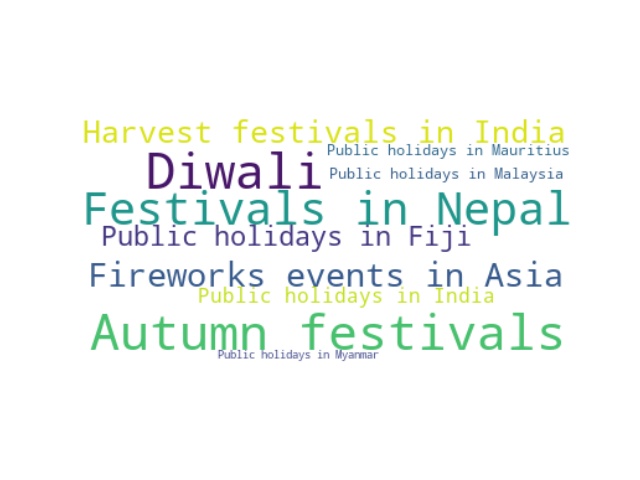 Harvest festivals in India
Public holidays in Mauritius
Diwali
Public holidays in Malaysia
Festivals in Nepal
Public holidays in Fiji
Fireworks events in Asia
Public holidays in India
Autumn festivals
Public holidays in Myanmar